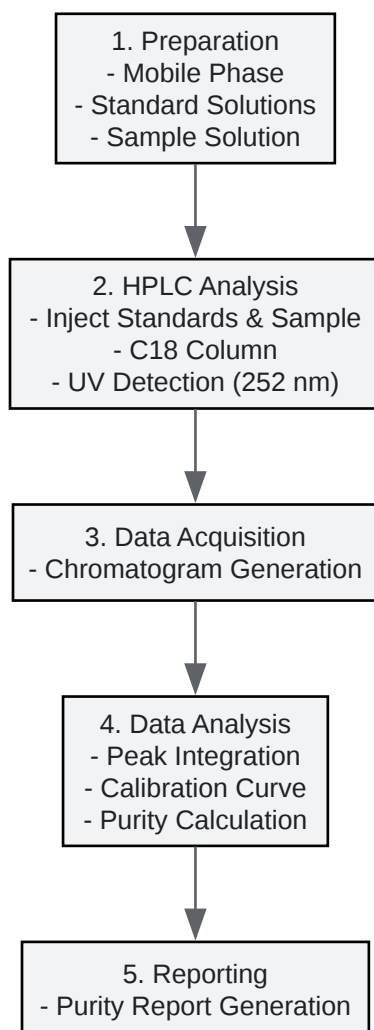 1. Preparation
- Mobile Phase
- Standard Solutions
- Sample Solution
2. HPLC Analysis
- Inject Standards & Sample
- C18 Column
- UV Detection (252 nm)
3. Data Acquisition
- Chromatogram Generation
4. Data Analysis
- Peak Integration
- Calibration Curve
- Purity Calculation
5. Reporting
- Purity Report Generation